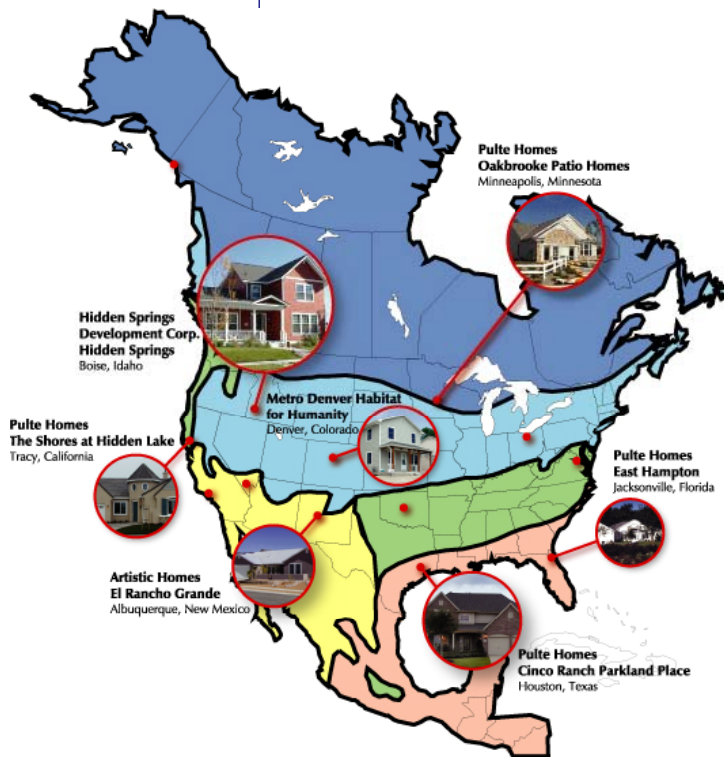 Pulte Homes
Oakbrooke Patio Homes
Minneapolis, Minnesota
Hidden Springs
Development Corp.
Hidden Springs
Boise, Idaho
Metro Denver Habitat
for Humanity
Denver, Colorado
Pulte Homes
The Shores at Hidden Lake
Tracy, California
Pulte Homes
East Hampton
Jacksonville, Florida
Artistic Homes
El Rancho Grande
Albuquerque, New Mexico
Pulte Homes
Cinco Ranch Parkland Place
Houston, Texas